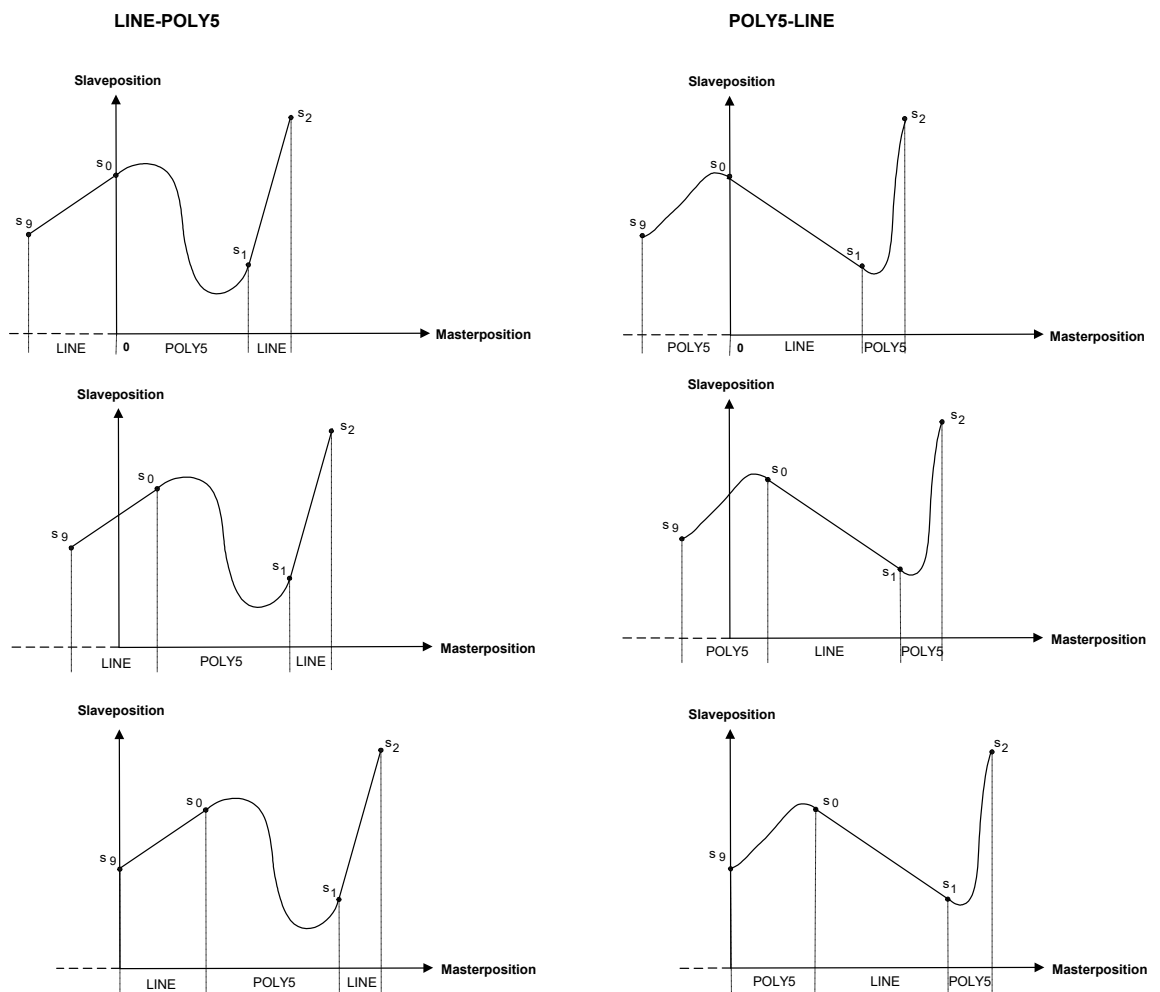 LINE-POLY5
POLY5-LINE
Slaveposition
s2
s0
s9
s1
Masterposition
LINE
0
POLY5
LINE
Slaveposition
s2
s0
s9
s1
Masterposition
POLY5
0
LINE
POLY5
Slaveposition
s2
s0
s9
s1
Masterposition
LINE
POLY5
LINE
Slaveposition
s2
s0
s9
s1
Masterposition
POLY5
LINE
POLY5
Slaveposition
s2
s0
s9
s1
Masterposition
LINE
POLY5
LINE
Slaveposition
s2
s0
s9
s1
Masterposition
POLY5
LINE
POLY5